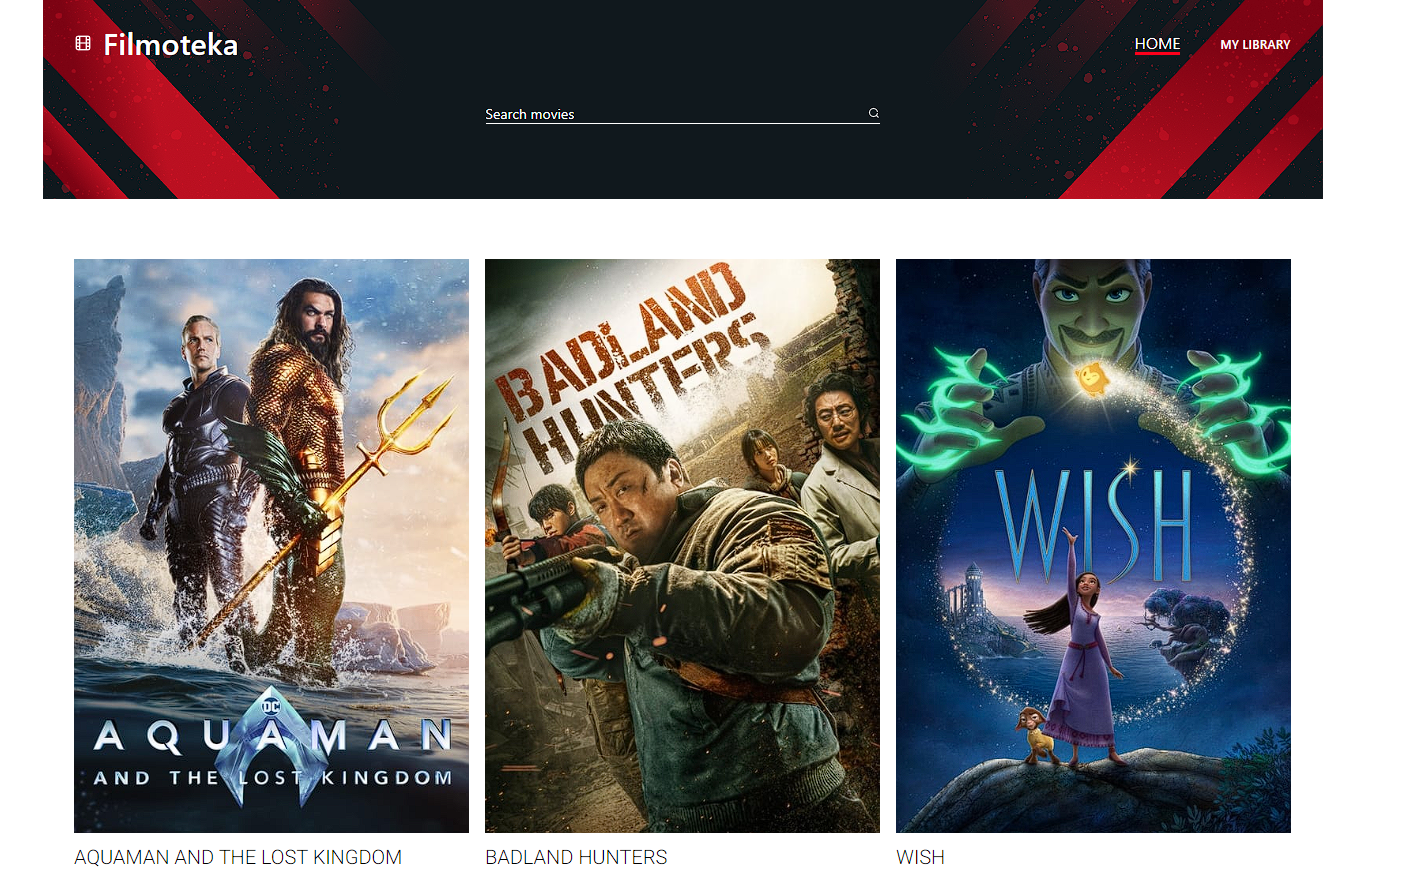 Filmoteka
HOME
MY LIBRARY
Search movies
DC
AQUAMAN
AND THE LOST KINGDOM
BADLAND
HUNTERS
WISH
AQUAMAN AND THE LOST KINGDOM
BADLAND HUNTERS
WISH